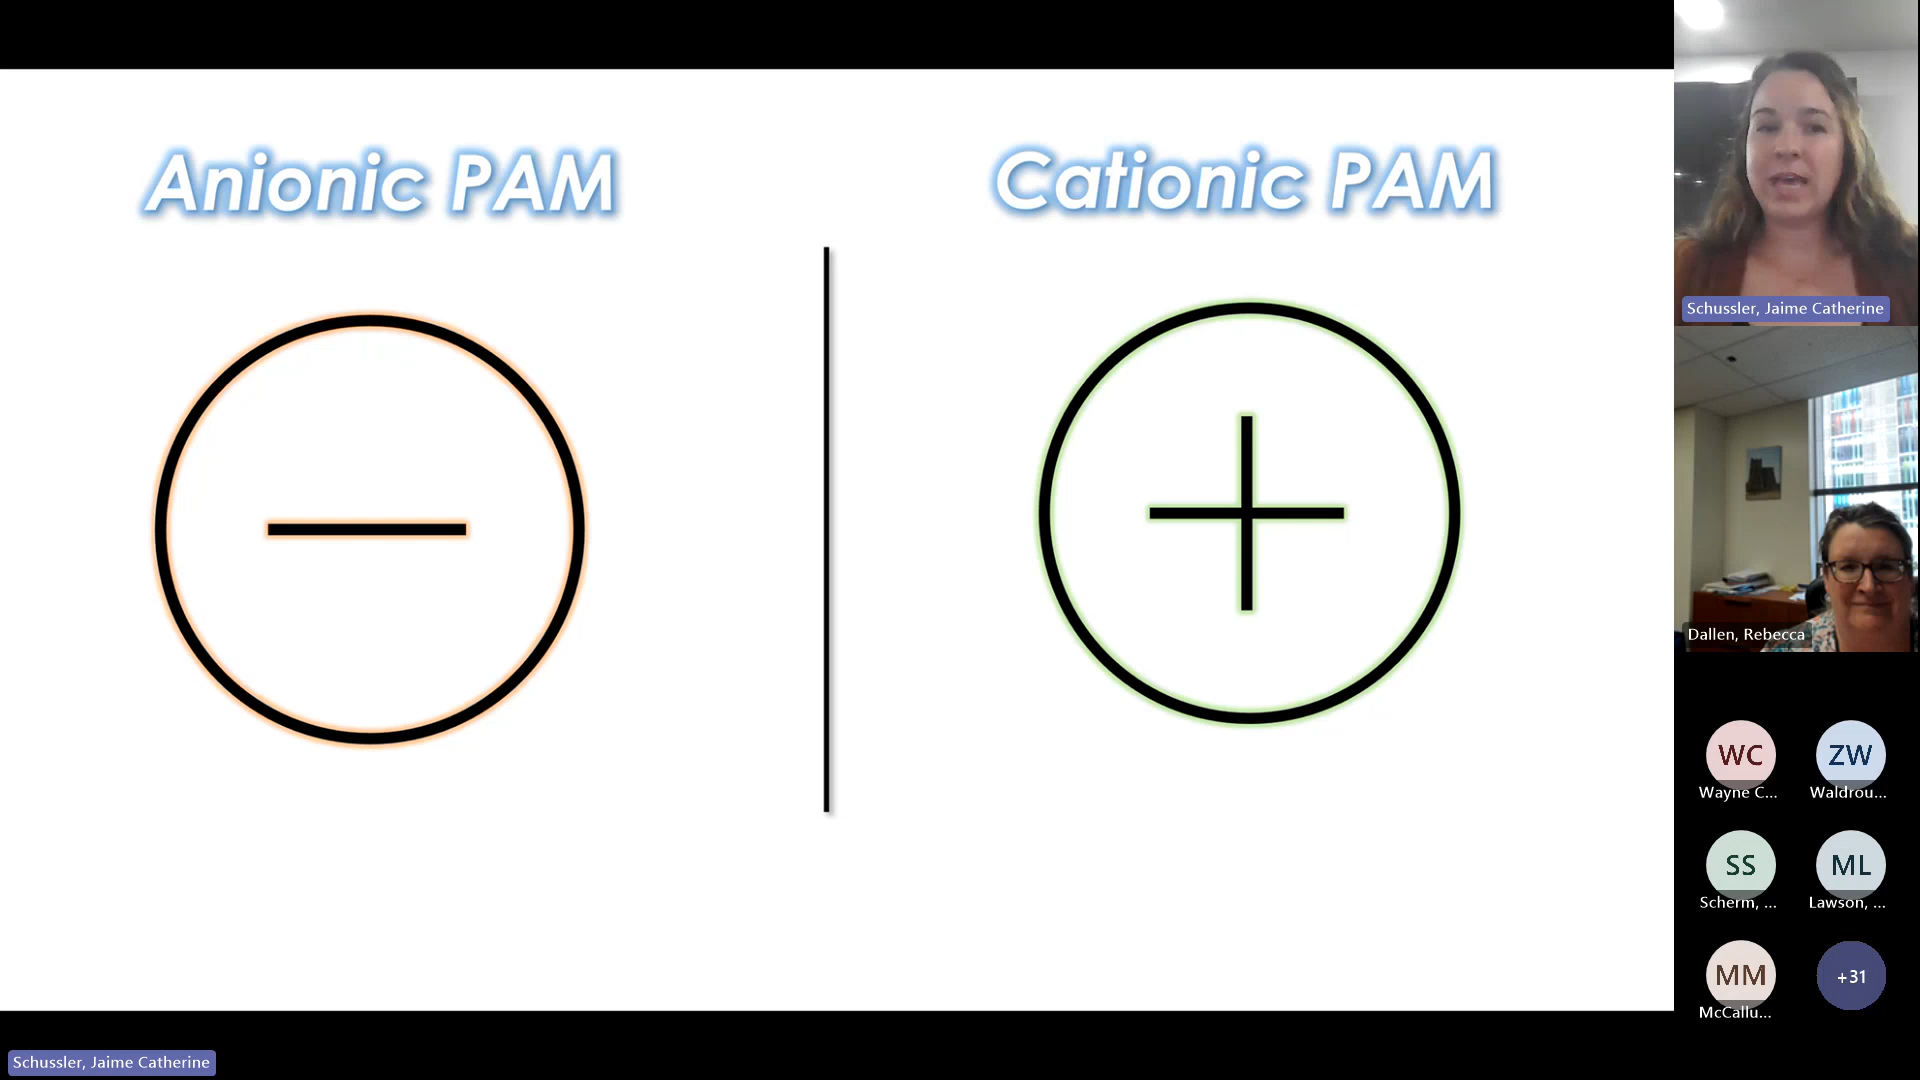 Anionic PAM
Cationic PAM
Schussler, Jaime Catherine
Dallen, Rebecca
WC
Wayne C...
ZW
Waldrou...
SS
Scherm, ...
ML
Lawson, ...
MM
McCallu...
+31
Schussler, Jaime Catherine